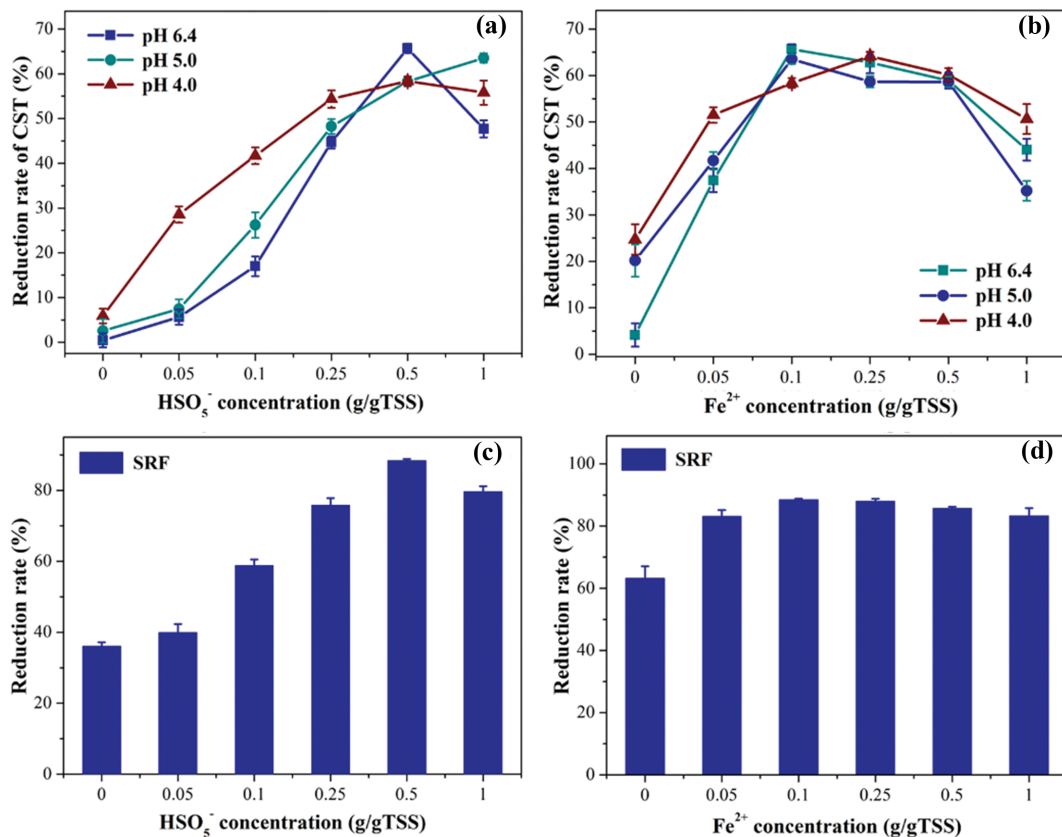 (a)
pH 6.4
pH 5.0
pH 4.0
Reduction rate of CST (%)
70
60
50
40
30
20
10
0
0 0.05 0.1 0.25 0.5 1
HSO₅⁻ concentration (g/gTSS)
(b)
pH 6.4
pH 5.0
pH 4.0
Reduction rate of CST (%)
70
60
50
40
30
20
10
0
0 0.05 0.1 0.25 0.5 1
Fe²⁺ concentration (g/gTSS)
(c)
SRF
Reduction rate (%)
80
60
40
20
0
0 0.05 0.1 0.25 0.5 1
HSO₅⁻ concentration (g/gTSS)
(d)
SRF
Reduction rate (%)
100
80
60
40
20
0
0 0.05 0.1 0.25 0.5 1
Fe²⁺ concentration (g/gTSS)